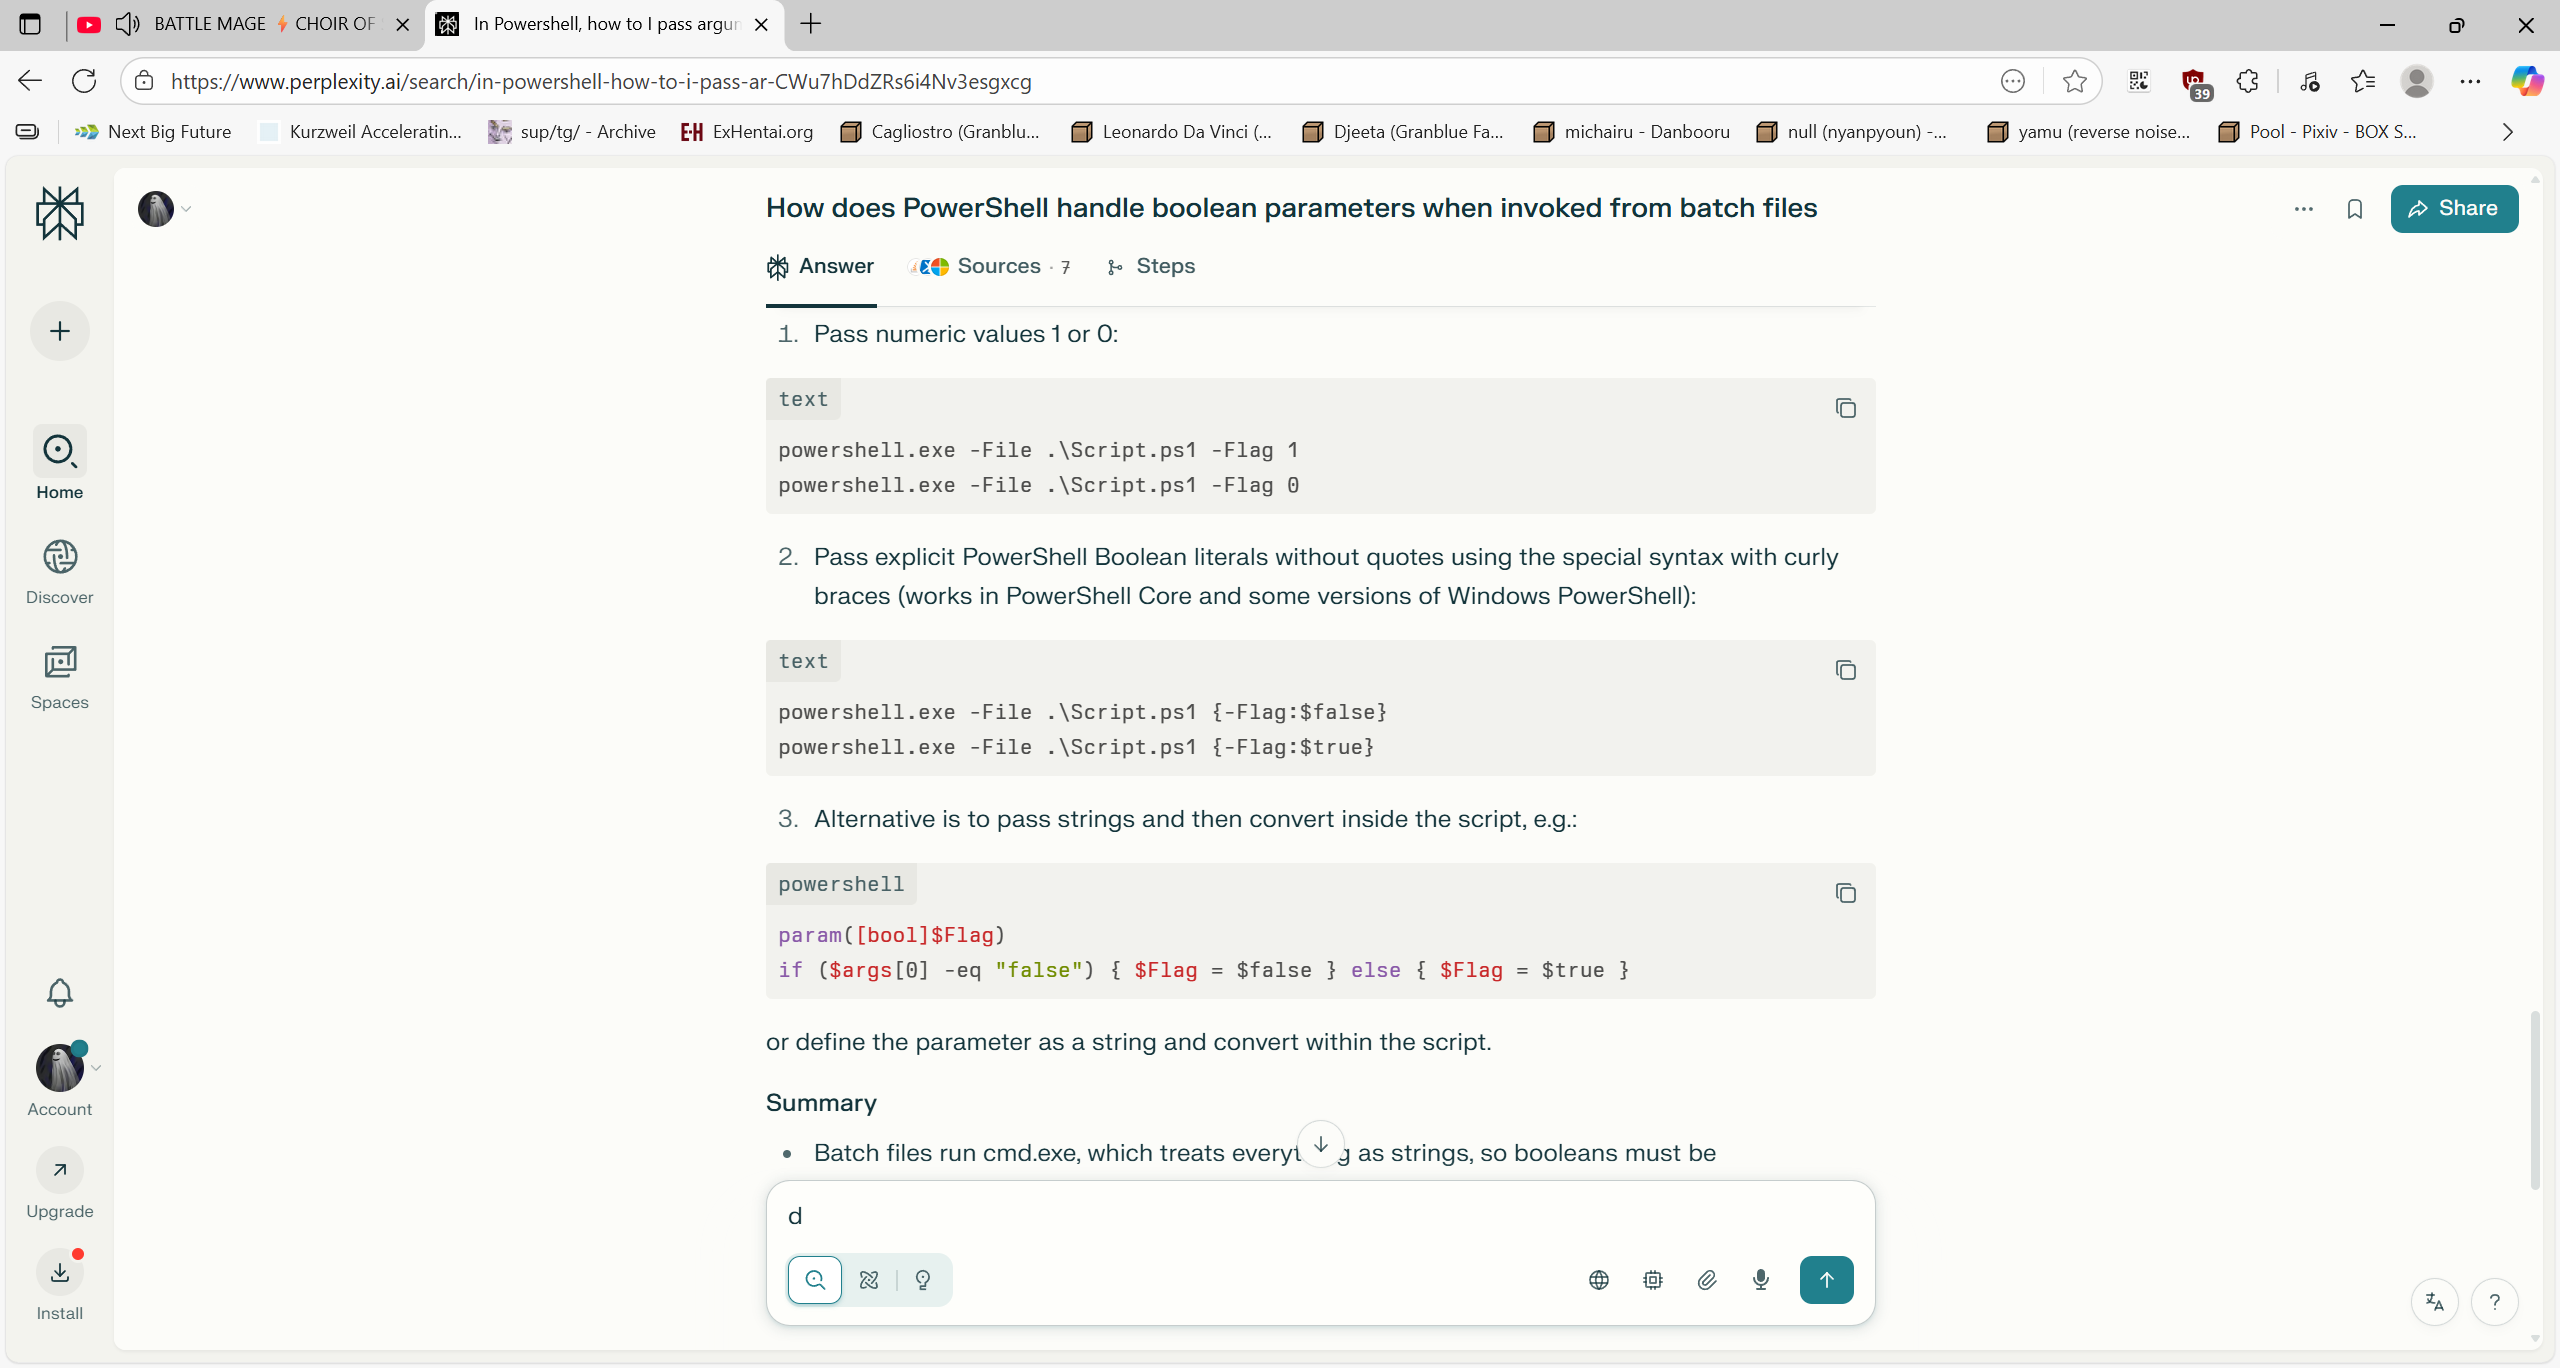 BATTLE MAGE ⚡ CHOIR OF
In Powershell, how to I pass argum
https://www.perplexity.ai/search/in-powershell-how-to-i-pass-ar-CWu7hDdZRs6i4Nv3esgxcg
39
Next Big Future
Kurzweil Acceleratin...
sup/tg/ - Archive
E-H ExHentai.org
Cagliostro (Granblu...
Leonardo Da Vinci (...
Djeeta (Granblue Fa...
michairu - Danbooru
null (nyanpyoun) -...
yamu (reverse noise...
Pool - Pixiv - BOX S...
How does PowerShell handle boolean parameters when invoked from batch files
Share
Answer
Sources · 7
Steps
Home
Discover
Spaces
Account
Upgrade
Install
1. Pass numeric values 1 or 0:
text
powershell.exe -File .\Script.ps1 -Flag 1
powershell.exe -File .\Script.ps1 -Flag 0
2. Pass explicit PowerShell Boolean literals without quotes using the special syntax with curly
braces (works in PowerShell Core and some versions of Windows PowerShell):
text
powershell.exe -File .\Script.ps1 {-Flag:$false}
powershell.exe -File .\Script.ps1 {-Flag:$true}
3. Alternative is to pass strings and then convert inside the script, e.g.:
powershell
param([bool]$Flag)
if ($args[0] -eq "false") { $Flag = $false } else { $Flag = $true }
or define the parameter as a string and convert within the script.
Summary
• Batch files run cmd.exe, which treats everyt g as strings, so booleans must be
d
?